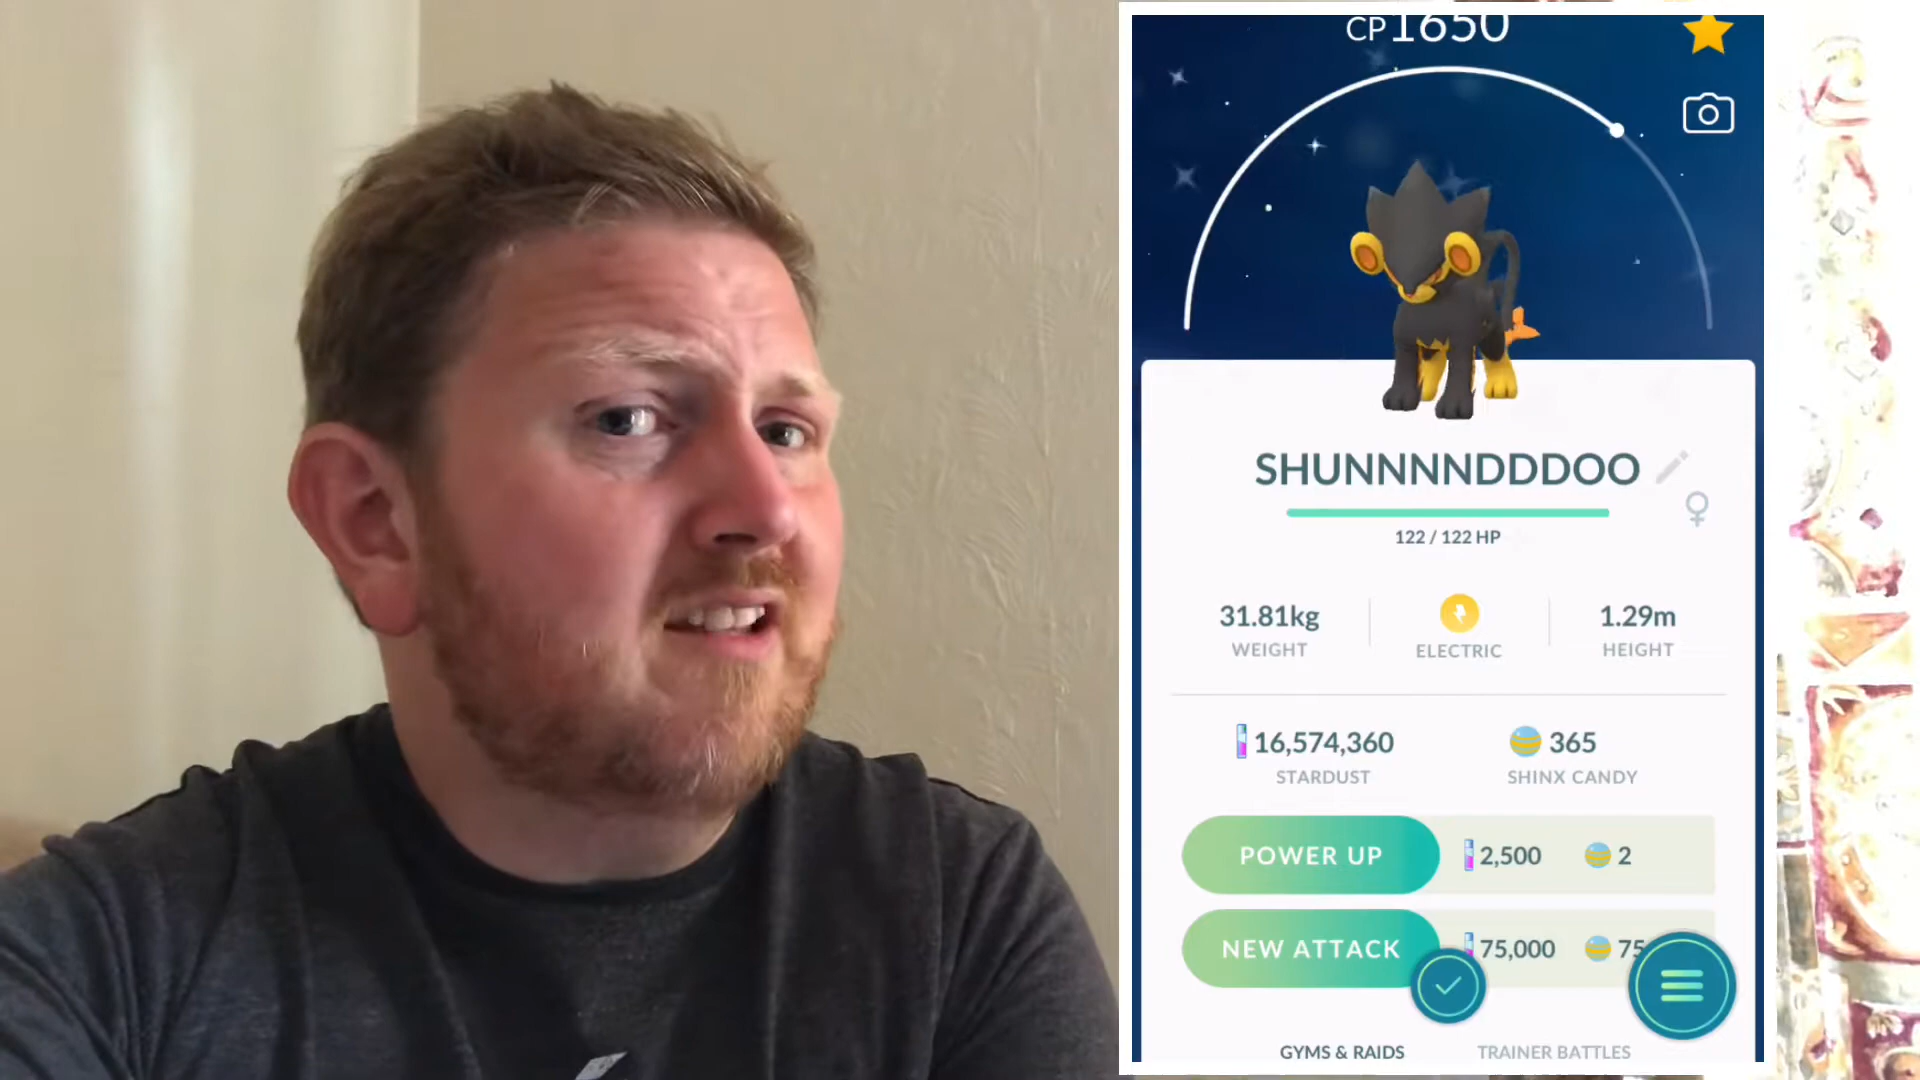 CP1650
SHUNNNNDDDOO
122 / 122 HP
31.81kg
WEIGHT
ELECTRIC
1.29m
HEIGHT
16,574,360
STARDUST
365
SHINX CANDY
POWER UP 2,500 2
NEW ATTACK 75,000 75
GYMS & RAIDS TRAINER BATTLES